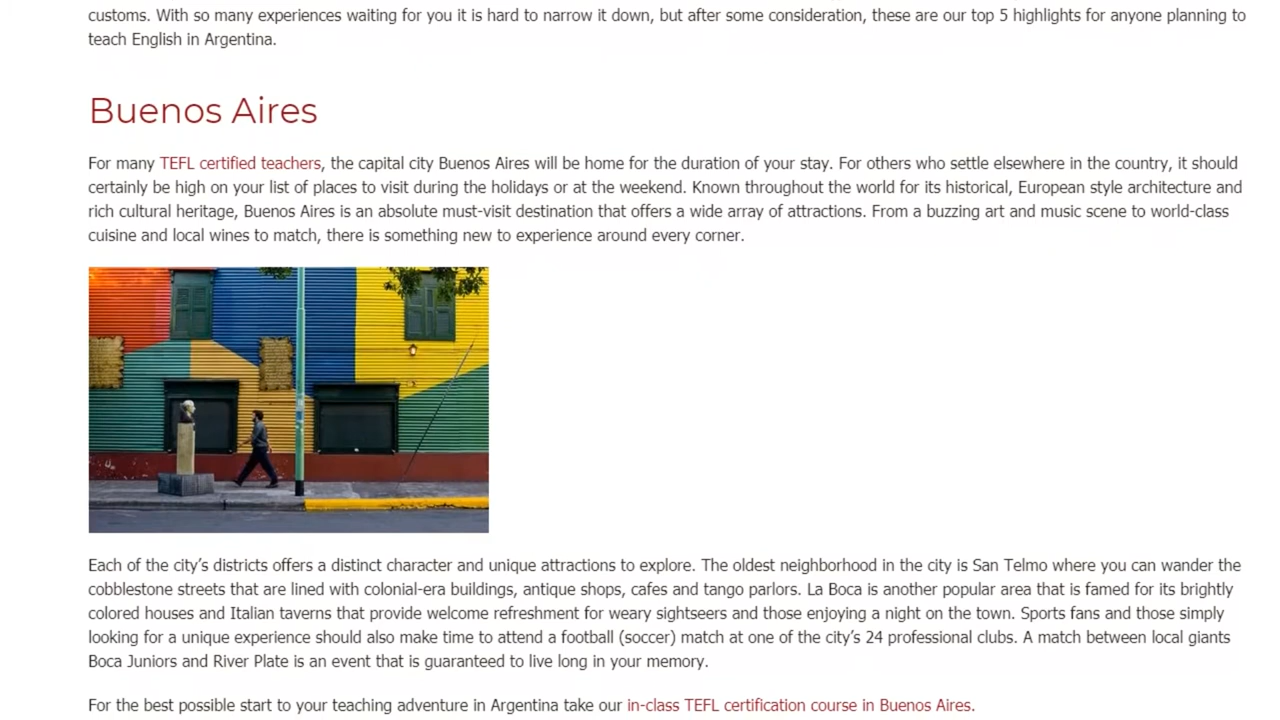 customs. With so many experiences waiting for you it is hard to narrow it down, but after some consideration, these are our top 5 highlights for anyone planning to
teach English in Argentina.
Buenos Aires
For many TEFL certified teachers, the capital city Buenos Aires will be home for the duration of your stay. For others who settle elsewhere in the country, it should
certainly be high on your list of places to visit during the holidays or at the weekend. Known throughout the world for its historical, European style architecture and
rich cultural heritage, Buenos Aires is an absolute must-visit destination that offers a wide array of attractions. From a buzzing art and music scene to world-class
cuisine and local wines to match, there is something new to experience around every corner.
Each of the city’s districts offers a distinct character and unique attractions to explore. The oldest neighborhood in the city is San Telmo where you can wander the
cobblestone streets that are lined with colonial-era buildings, antique shops, cafes and tango parlors. La Boca is another popular area that is famed for its brightly
colored houses and Italian taverns that provide welcome refreshment for weary sightseers and those enjoying a night on the town. Sports fans and those simply
looking for a unique experience should also make time to attend a football (soccer) match at one of the city’s 24 professional clubs. A match between local giants
Boca Juniors and River Plate is an event that is guaranteed to live long in your memory.
For the best possible start to your teaching adventure in Argentina take our in-class TEFL certification course in Buenos Aires.